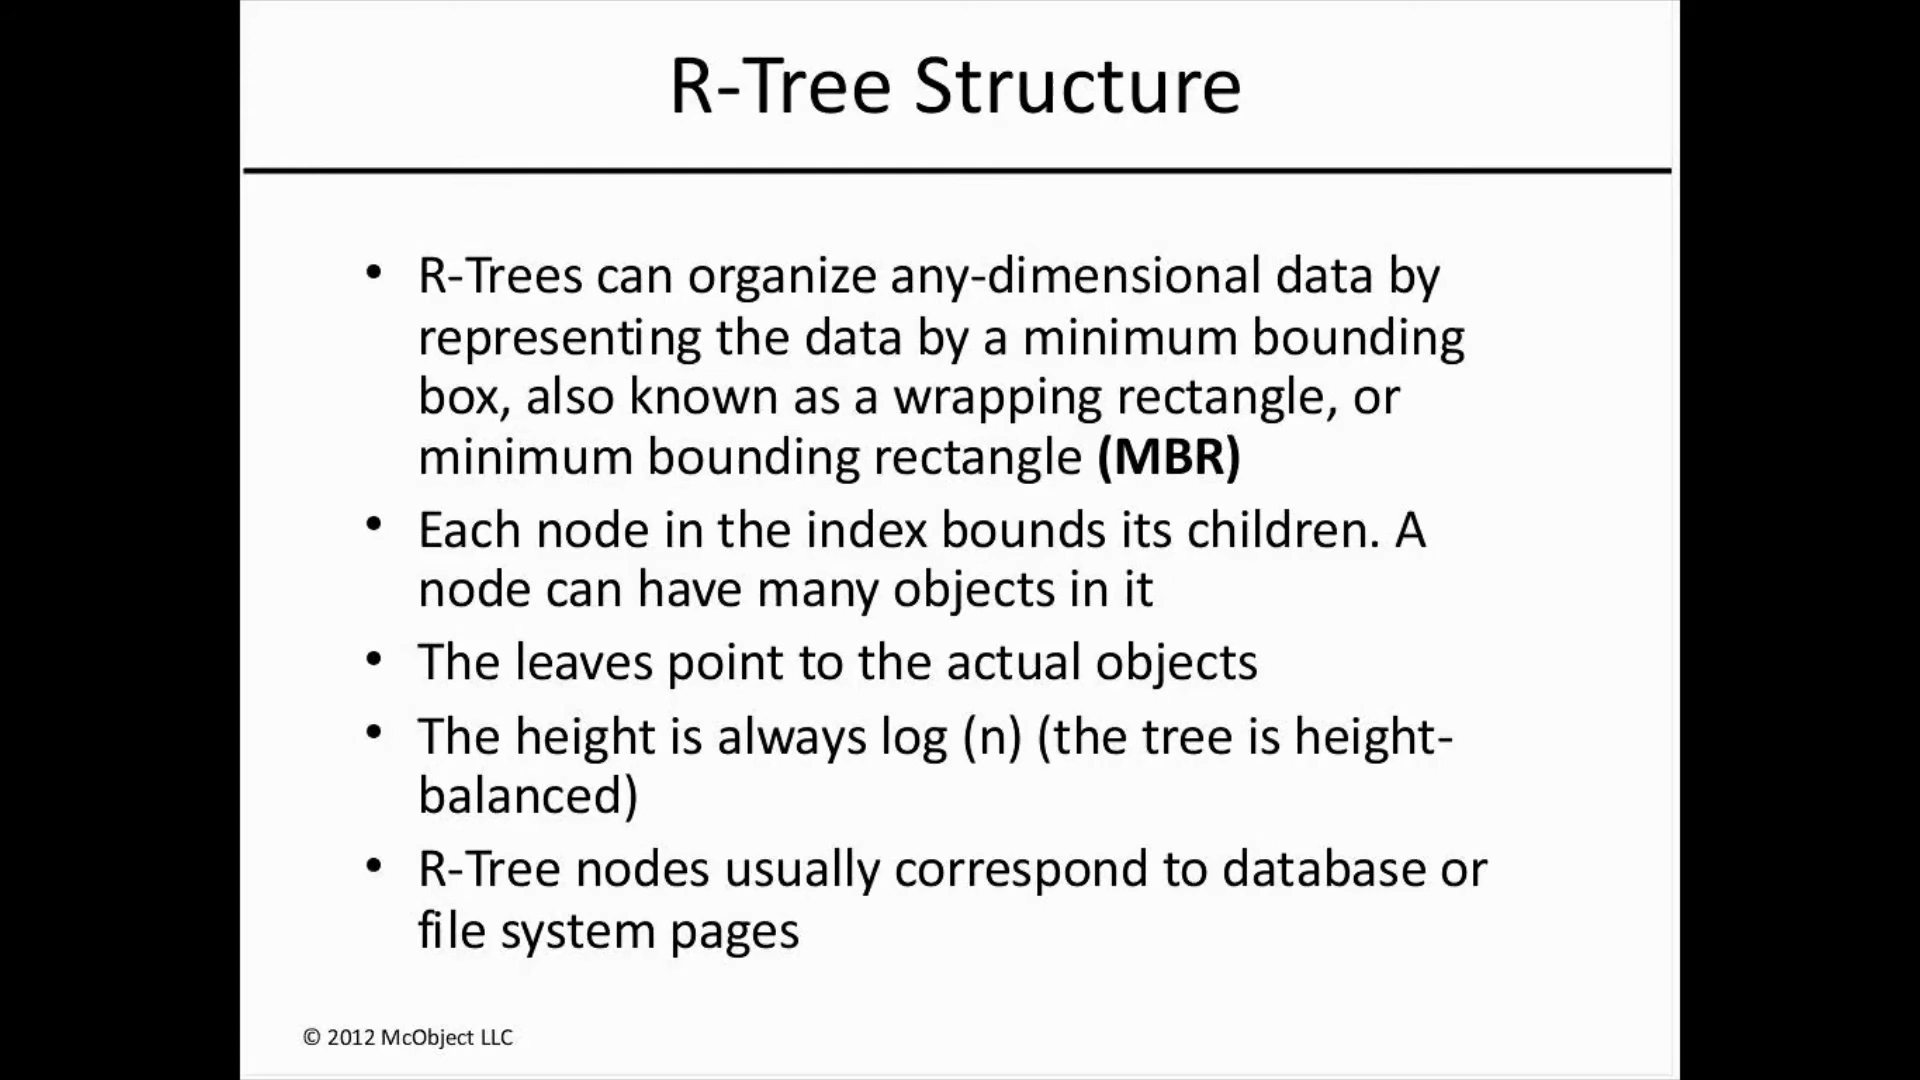 R-Tree Structure
• R-Trees can organize any-dimensional data by
representing the data by a minimum bounding
box, also known as a wrapping rectangle, or
minimum bounding rectangle (MBR)
• Each node in the index bounds its children. A
node can have many objects in it
• The leaves point to the actual objects
• The height is always log (n) (the tree is height-
balanced)
• R-Tree nodes usually correspond to database or
file system pages
© 2012 McObject LLC